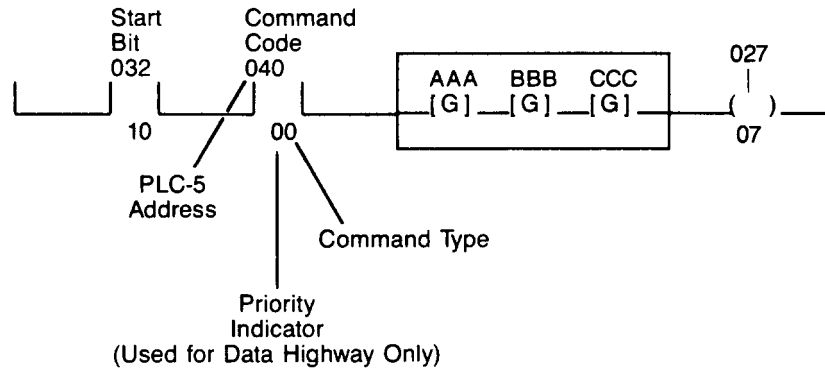 Start Bit 032
Command Code 040
AAA BBB CCC
[G] [G] [G]
027
( )
10
00
07
PLC-5 Address
Command Type
Priority Indicator
(Used for Data Highway Only)